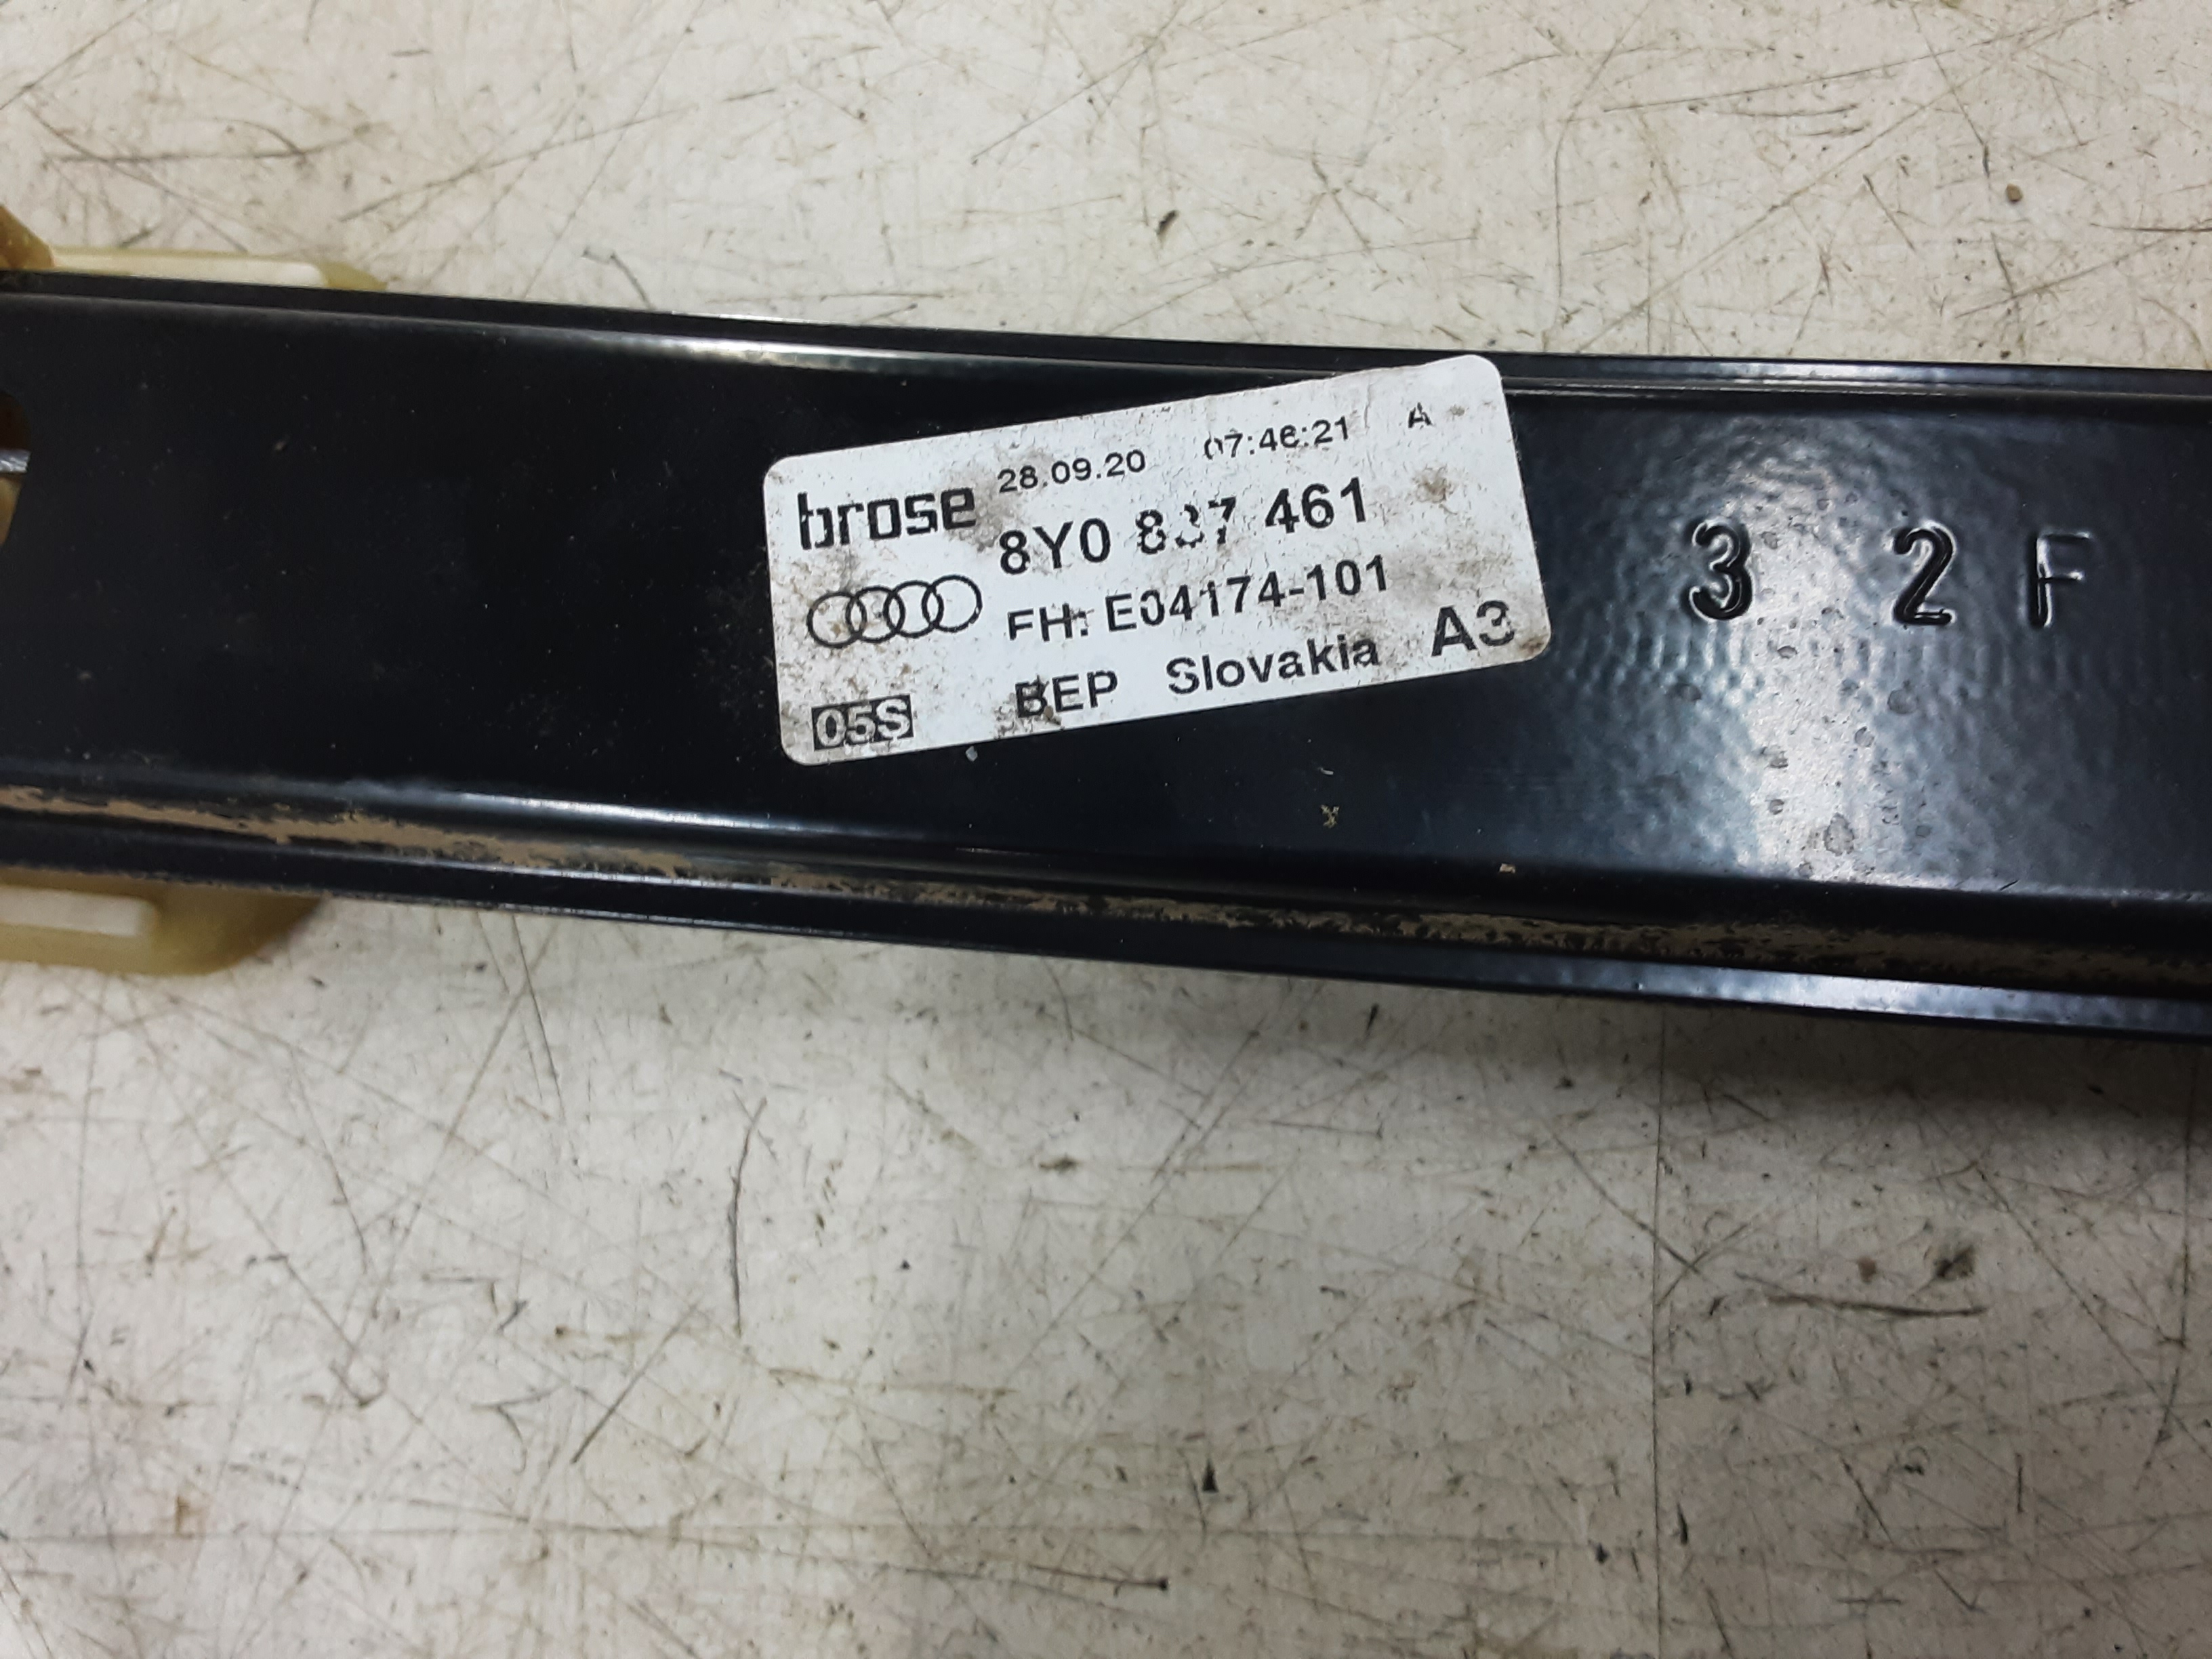 brose 28.09.20 07:46:21 A
8Y0 837 461
FH: E04174-101
05S BEP Slovakia A3
3 2 F